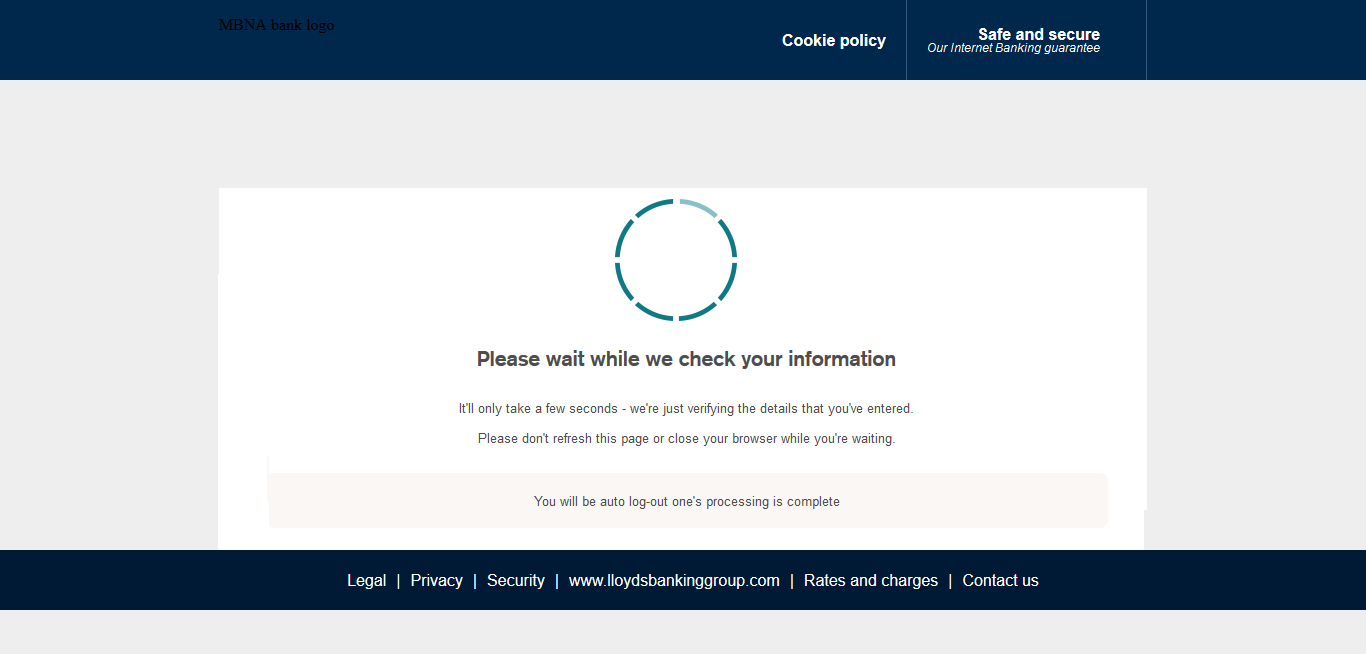 MBNA bank logo
Cookie policy
Safe and secure
Our Internet Banking guarantee
Please wait while we check your information
It'll only take a few seconds - we're just verifying the details that you've entered.
Please don't refresh this page or close your browser while you're waiting.
You will be auto log-out one's processing is complete
Legal | Privacy | Security | www.lloydsbankinggroup.com | Rates and charges | Contact us